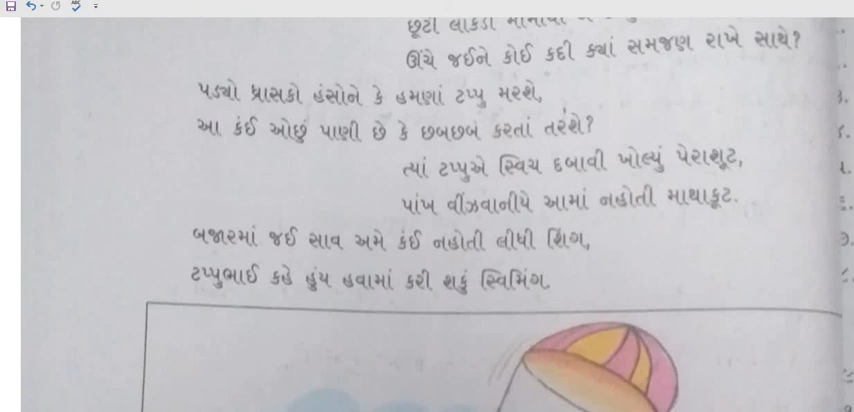 છૂટી લાકડી
ઊંચે જઈને કોઈ કદી ક્યાં સમજણ રાખે સાથે?
પડ્યો ધ્રાસકો હંસોને કે હમણાં ટપ્પુ મરશે,
આ કંઈ ઓછું પાણી છે કે છબછબ કરતાં તરશે?
ત્યાં ટપ્પુએ સ્વિચ દબાવી ખોલ્યું પેરાશૂટ,
પાંખ વીંઝવાનીયે આમાં નહોતી માથાકૂટ.
બજારમાં જઈ સાવ અમે કંઈ નહોતી લીધી શિંગ,
ટપ્પુભાઈ કહે હુંય હવામાં કરી શકું સ્વિમિંગ.